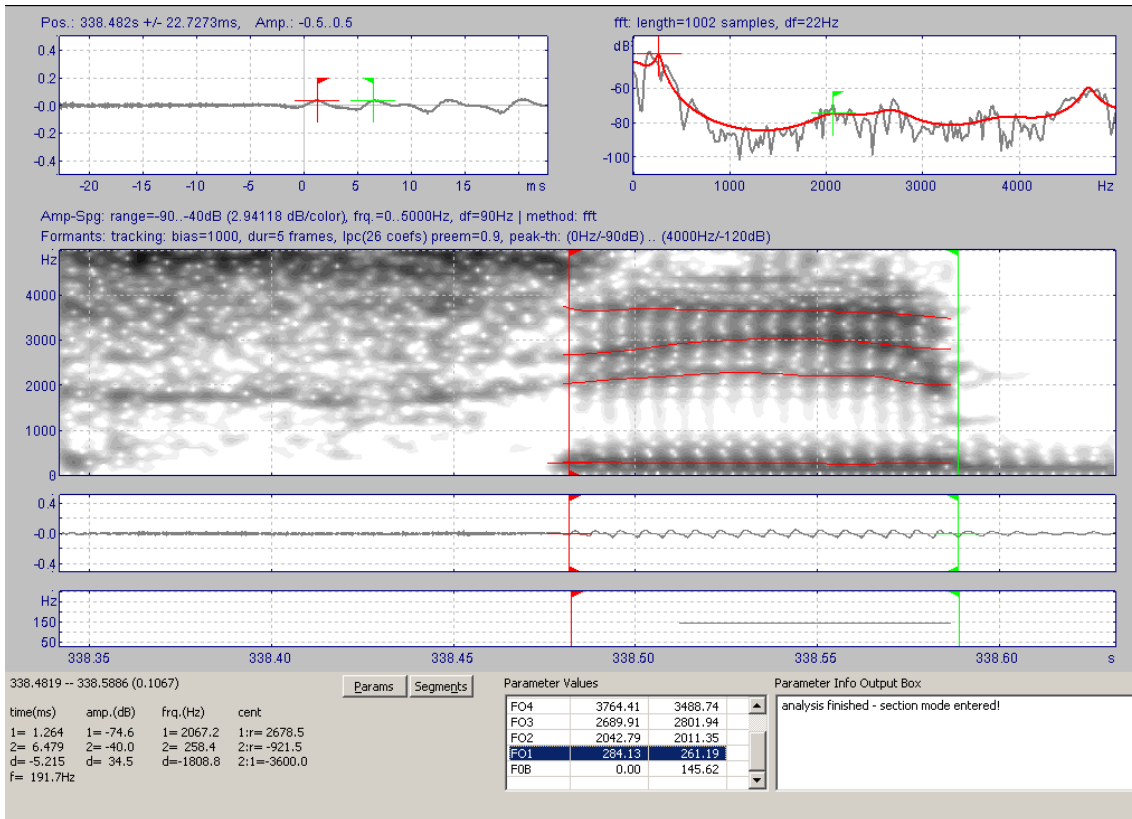 Pos.: 338.482s +/- 22.7273ms, Amp.: -0.5..0.5
0.4
0.2
-0.0
-0.2
-0.4
-20 -15 -10 -5 0 5 10 15 ms
fft: length=1002 samples, df=22Hz
dB
-60
-80
-100
0 1000 2000 3000 4000 Hz
Amp-Spg: range=-90..-40dB (2.94118 dB/color), frq.=0..5000Hz, df=90Hz | method: fft
Formants: tracking: bias=1000, dur=5 frames, lpc(26 coefs) preem=0.9, peak-th: (0Hz/-90dB) .. (4000Hz/-120dB)
Hz
4000
3000
2000
1000
0
0.4
-0.0
-0.4
Hz
150
50
338.35 338.40 338.45 338.50 338.55 338.60 s
338.4819 -- 338.5886 (0.1067)
Params Segments
time(ms) amp.(dB) frq.(Hz) cent
1= 1.264 1= -74.6 1= 2067.2 1:r= 2678.5
2= 6.479 2= -40.0 2= 258.4 2:r= -921.5
d= -5.215 d= 34.5 d=-1808.8 2:1=-3600.0
f= 191.7Hz
Parameter Values
FO4 3764.41 3488.74
FO3 2689.91 2801.94
FO2 2042.79 2011.35
FO1 284.13 261.19
F0B 0.00 145.62
Parameter Info Output Box
analysis finished - section mode entered!